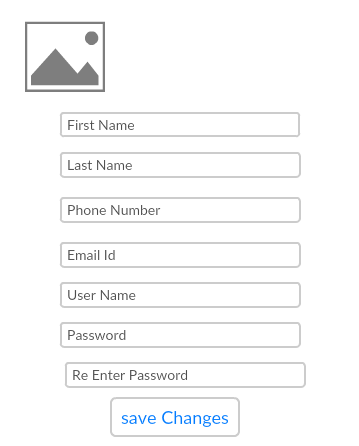 First Name
Last Name
Phone Number
Email Id
User Name
Password
Re Enter Password
save Changes